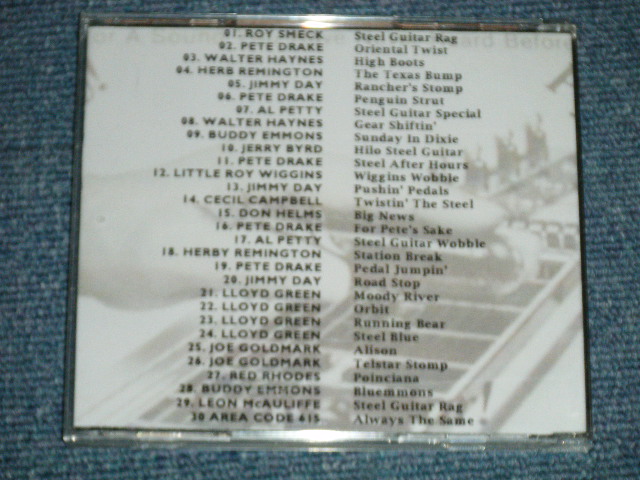 01. ROY SMECK Steel Guitar Rag
02. PETE DRAKE Oriental Twist
03. WALTER HAYNES High Boots
04. HERB REMINGTON The Texas Bump
05. JIMMY DAY Rancher's Stomp
06. PETE DRAKE Penguin Strut
07. AL PETTY Steel Guitar Special
08. WALTER HAYNES Gear Shiftin'
09. BUDDY EMMONS Sunday In Dixie
10. JERRY BYRD Hilo Steel Guitar
11. PETE DRAKE Steel After Hours
12. LITTLE ROY WIGGINS Wiggins Wobble
13. JIMMY DAY Pushin' Pedals
14. CECIL CAMPBELL Twistin' The Steel
15. DON HELMS Big News
16. PETE DRAKE For Pete's Sake
17. AL PETTY Steel Guitar Wobble
18. HERBY REMINGTON Station Break
19. PETE DRAKE Pedal Jumpin'
20. JIMMY DAY Road Stop
21. LLOYD GREEN Moody River
22. LLOYD GREEN Orbit
23. LLOYD GREEN Running Bear
24. LLOYD GREEN Steel Blue
25. JOE GOLDMARK Alison
26. JOE GOLDMARK Telstar Stomp
27. RED RHODES Poinciana
28. BUDDY EMMONS Bluemmons
29. LEON McAULIFFE Steel Guitar Rag
30 AREA CODE 615 Always The Same